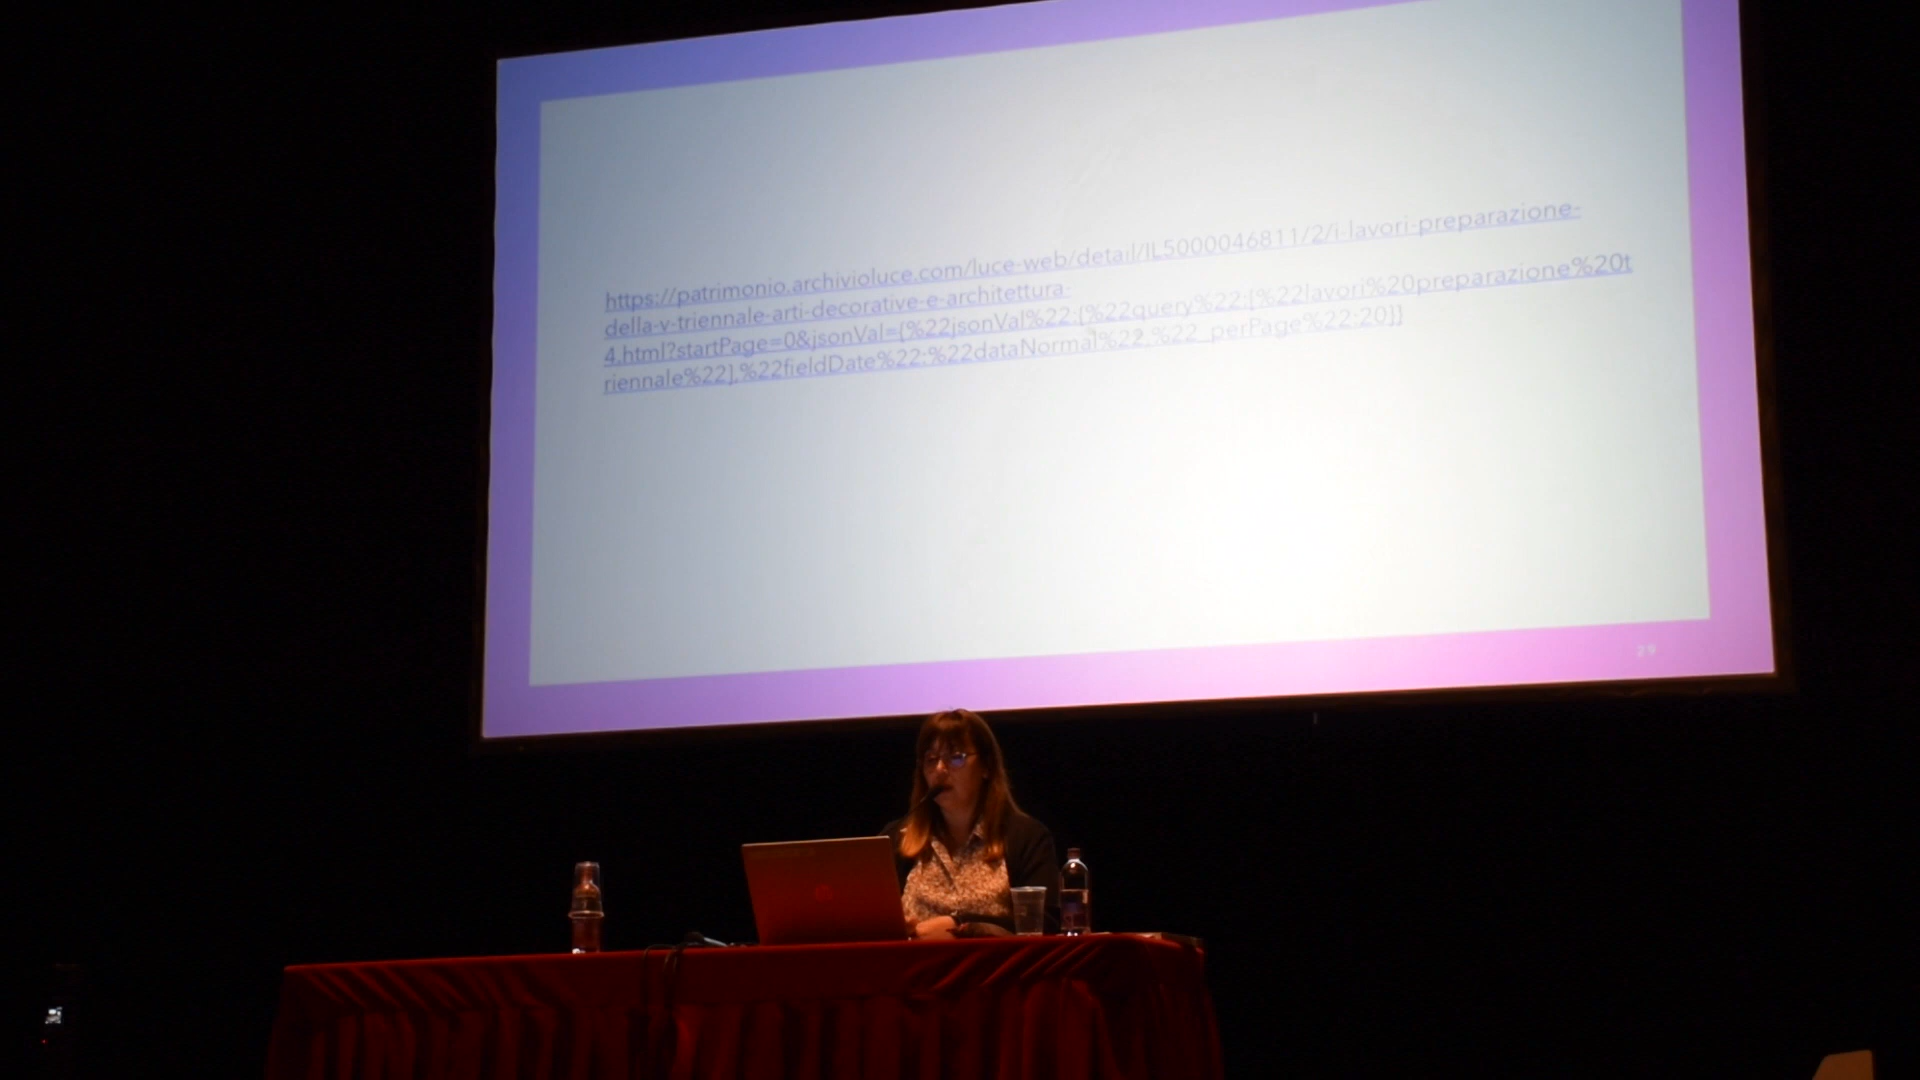 https://patrimonio.archivioluce.com/luce-web/detail/IL5000046811/2/i-lavori-preparazione-
della-v-triennale-arti-decorative-e-architettura-
4.html?startPage=0&jsonVal={%22jsonVal%22:{%22query%22:[%22lavori%20preparazione%20t
riennale%22],%22fieldDate%22:%22dataNormal%22,%22_perPage%22:20}}
29